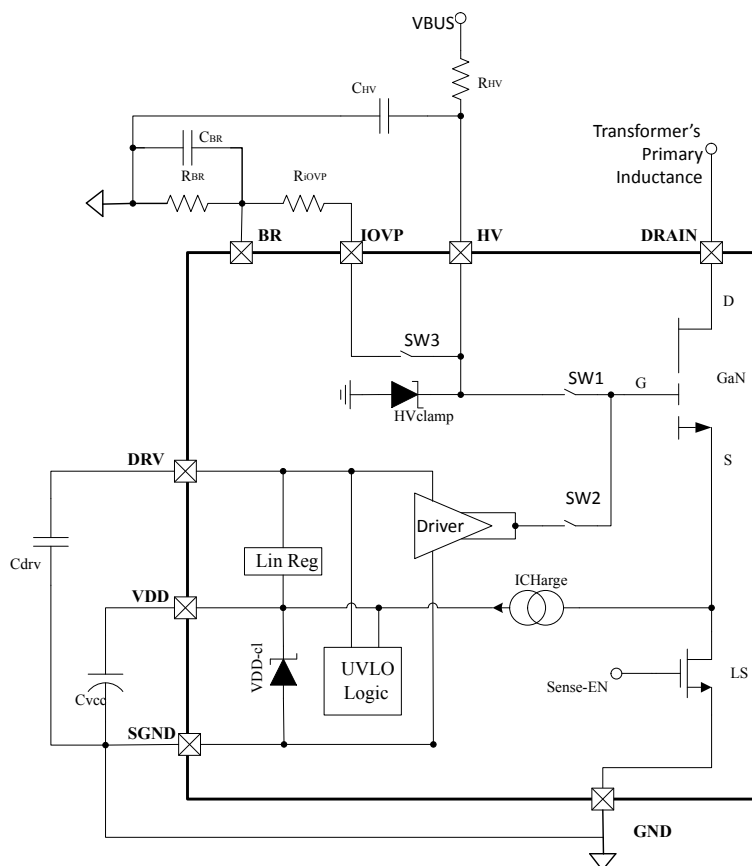 VBUS
RHV
CHV
CBR
RBR
RiOVP
Transformer's
Primary
Inductance
BR
IOVP
HV
DRAIN
D
SW3
SW1
G
GaN
HVclamp
S
DRV
SW2
Driver
Cdrv
Lin Reg
ICHarge
VDD
VDD-cl
UVLO
Logic
Sense-EN
LS
Cvcc
SGND
GND